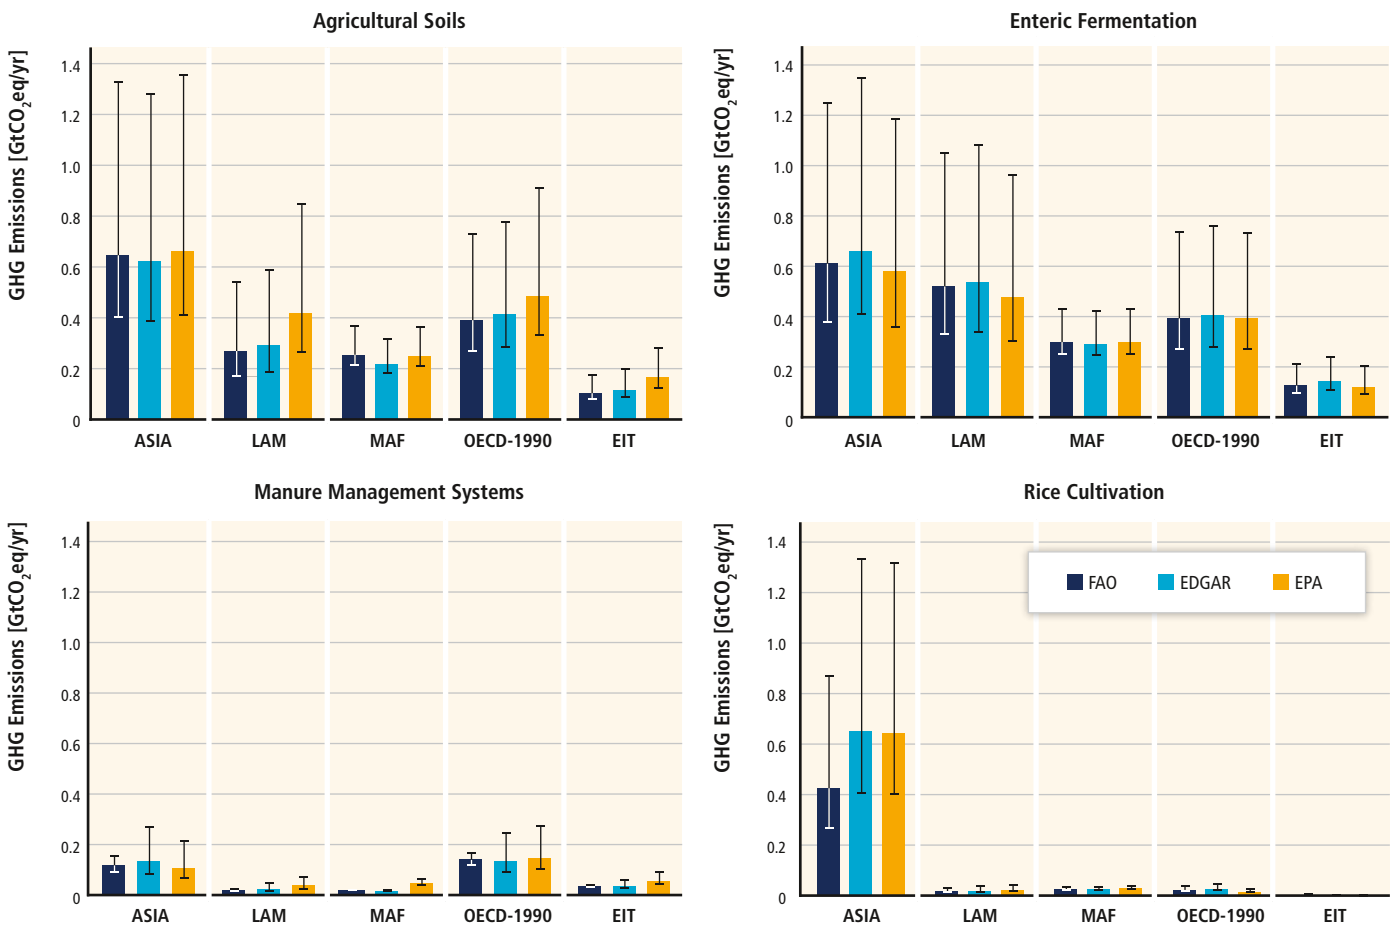 Agricultural Soils
GHG Emissions [GtCO2eq/yr]
1.4
1.2
1.0
0.8
0.6
0.4
0.2
0
ASIA LAM MAF OECD-1990 EIT
Enteric Fermentation
GHG Emissions [GtCO2eq/yr]
1.4
1.2
1.0
0.8
0.6
0.4
0.2
0
ASIA LAM MAF OECD-1990 EIT
Manure Management Systems
GHG Emissions [GtCO2eq/yr]
1.4
1.2
1.0
0.8
0.6
0.4
0.2
0
ASIA LAM MAF OECD-1990 EIT
Rice Cultivation
GHG Emissions [GtCO2eq/yr]
1.4
1.2
1.0
0.8
0.6
0.4
0.2
0
FAO EDGAR EPA
ASIA LAM MAF OECD-1990 EIT